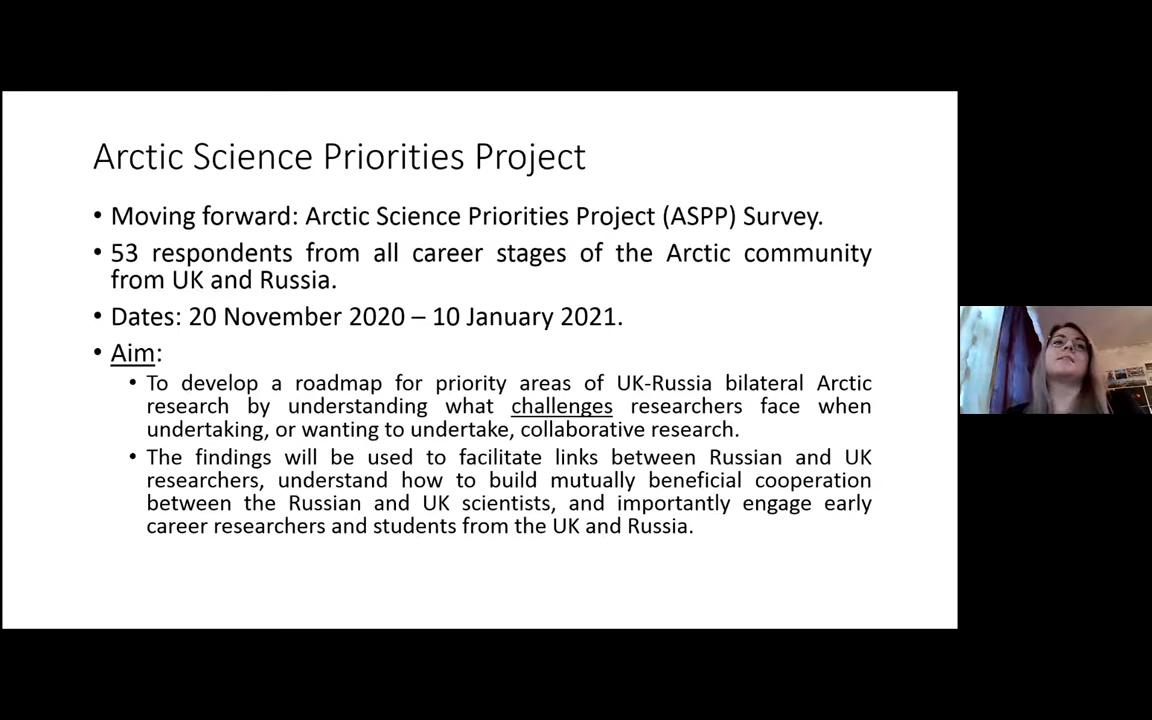 Arctic Science Priorities Project
• Moving forward: Arctic Science Priorities Project (ASPP) Survey.
• 53 respondents from all career stages of the Arctic community
from UK and Russia.
• Dates: 20 November 2020 – 10 January 2021.
• Aim:
• To develop a roadmap for priority areas of UK-Russia bilateral Arctic
research by understanding what challenges researchers face when
undertaking, or wanting to undertake, collaborative research.
• The findings will be used to facilitate links between Russian and UK
researchers, understand how to build mutually beneficial cooperation
between the Russian and UK scientists, and importantly engage early
career researchers and students from the UK and Russia.